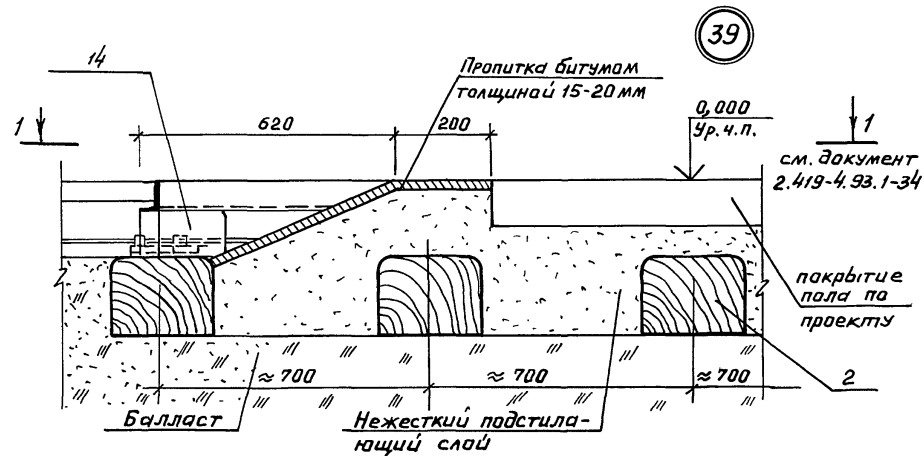 39
14
Пропитка битумом
толщиной 15-20 мм
1
620
200
0,000
Ур.ч.п.
1
см. документ
2.419-4.93.1-34
покрытие
пола по
проекту
≈700
≈700
≈700
2
Балласт
Нежесткий подстила-
ющий слой